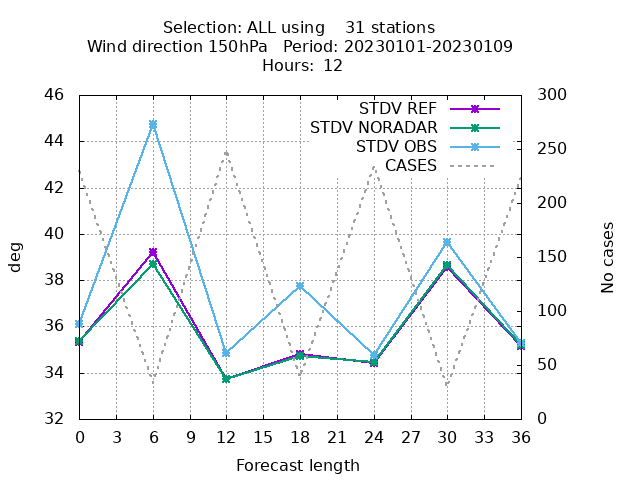 Selection: ALL using    31 stations
Wind direction 150hPa   Period: 20230101-20230109
Hours:  12
STDV REF
STDV NORADAR
STDV OBS
CASES
deg
46
44
42
40
38
36
34
32
300
250
200
150
100
50
0
No cases
0 3 6 9 12 15 18 21 24 27 30 33 36
Forecast length